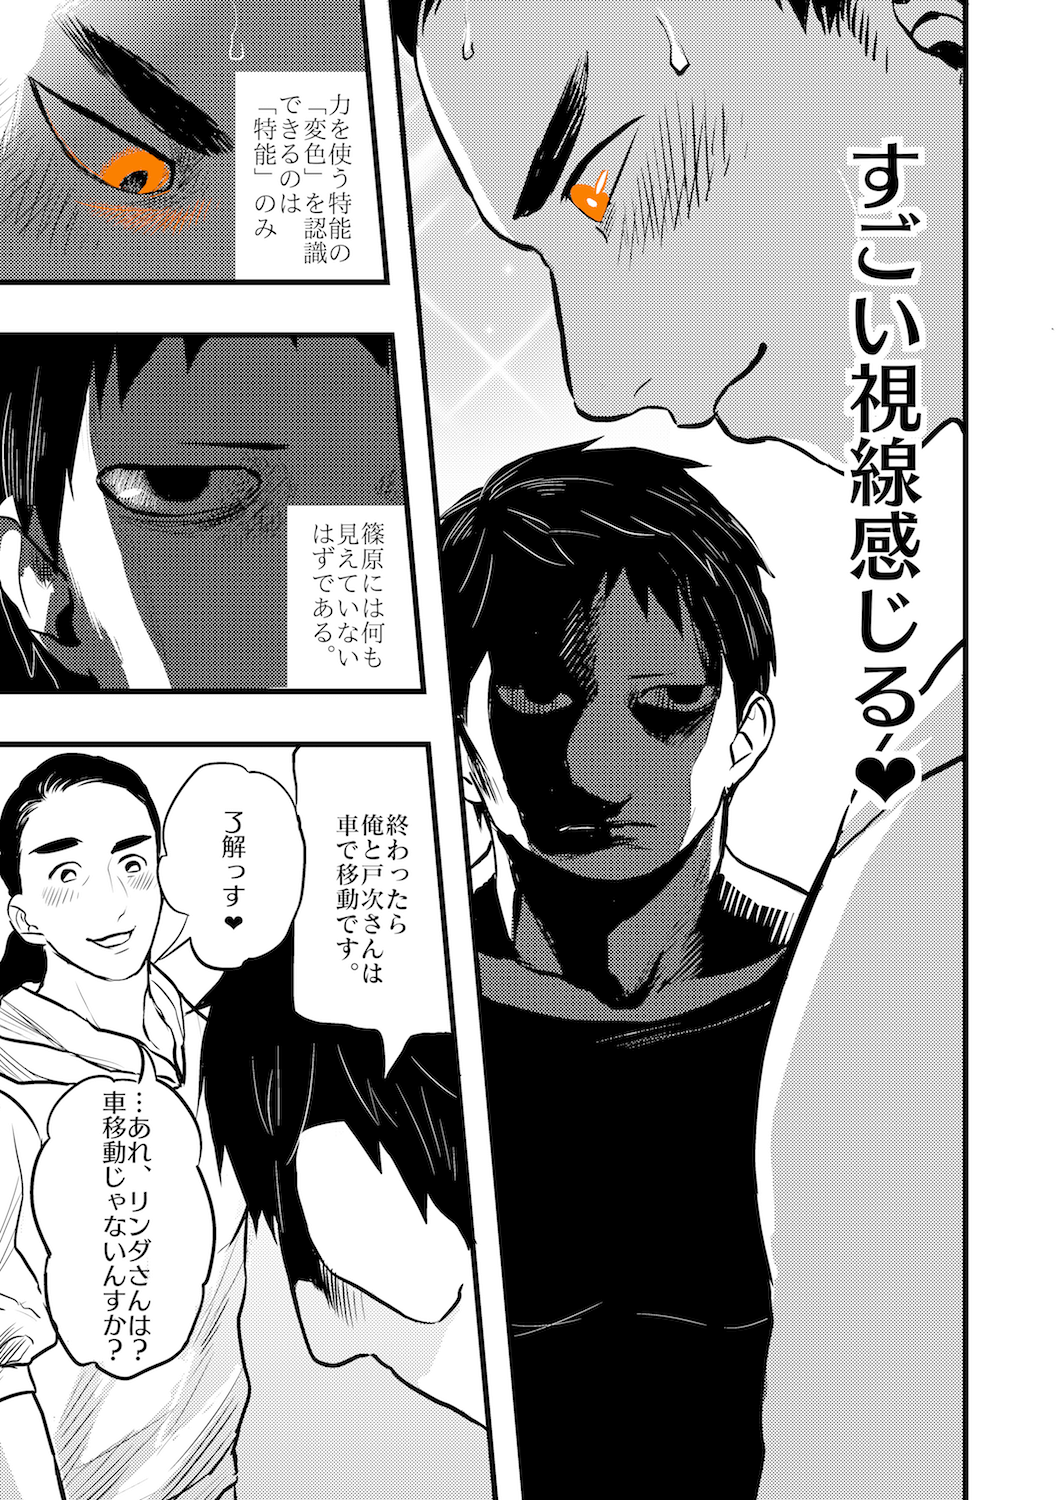 すごい視線感じる~❤
力を使う特能の
「変色」を認識
できるのは
「特能」のみ
篠原には何も
見えていない
はずである。
終わったら
俺と戸次さんは
車で移動です。
了解っす❤
…あれ、リンダさんは?
車移動じゃないんすか?